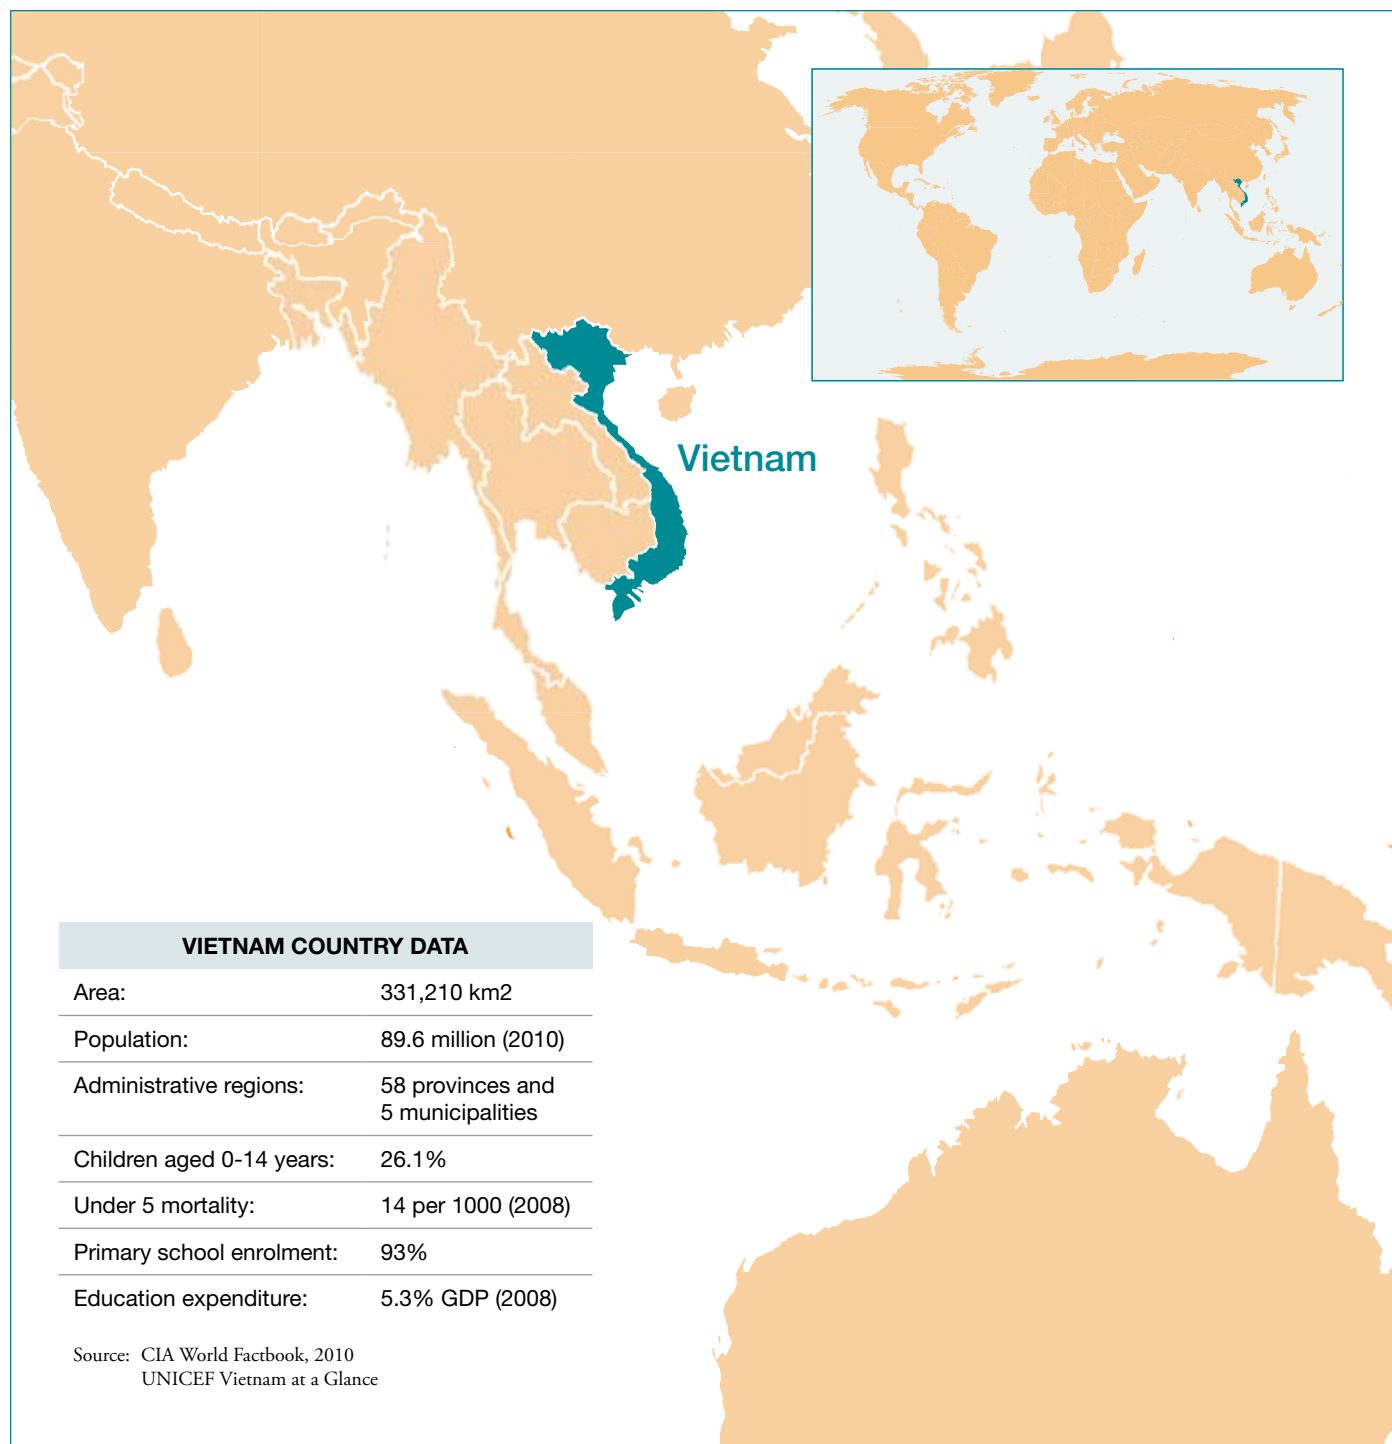 Vietnam
VIETNAM COUNTRY DATA
Area: 331,210 km2
Population: 89.6 million (2010)
Administrative regions: 58 provinces and
5 municipalities
Children aged 0-14 years: 26.1%
Under 5 mortality: 14 per 1000 (2008)
Primary school enrolment: 93%
Education expenditure: 5.3% GDP (2008)
Source: CIA World Factbook, 2010
UNICEF Vietnam at a Glance